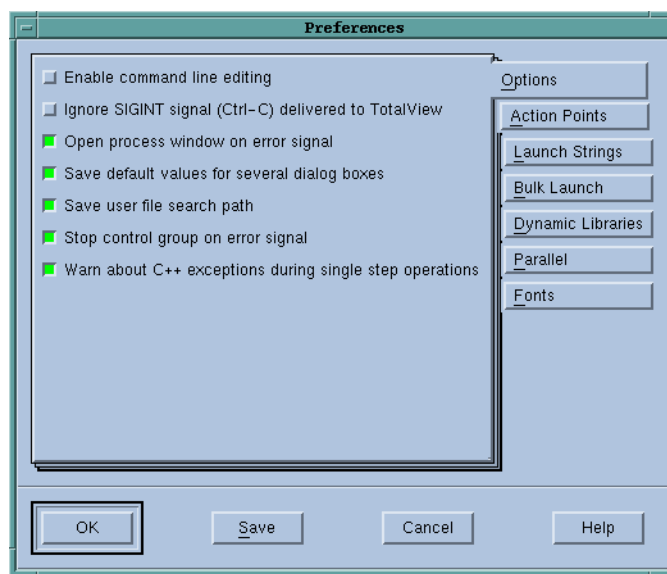 Preferences
Enable command line editing
Ignore SIGINT signal (Ctrl-C) delivered to TotalView
Open process window on error signal
Save default values for several dialog boxes
Save user file search path
Stop control group on error signal
Warn about C++ exceptions during single step operations
Options
Action Points
Launch Strings
Bulk Launch
Dynamic Libraries
Parallel
Fonts
OK
Save
Cancel
Help